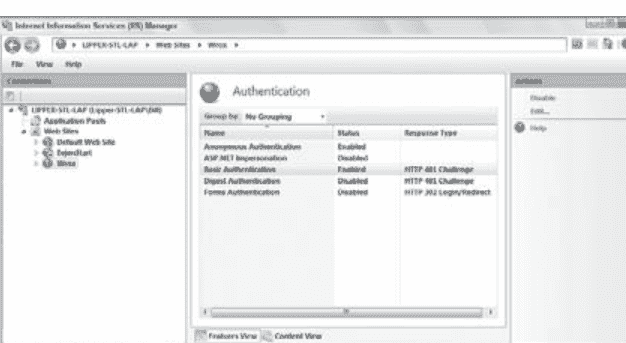 Internet Information Services (IIS) Manager
LIPPER-STL-LAP Web Sites Wrox
File View Help
Connections
LIPPER-STL-LAP (Lipper-STL-LAP\Bill)
Application Pools
Web Sites
Default Web Site
Wrox
Authentication
Group by: No Grouping
Name Status Response Type
Anonymous Authentication Enabled
ASP.NET Impersonation Disabled
Basic Authentication Enabled HTTP 401 Challenge
Digest Authentication Disabled HTTP 401 Challenge
Forms Authentication Disabled HTTP 302 Login/Redirect
Features View Content View
Actions
Disable
Edit...
Help